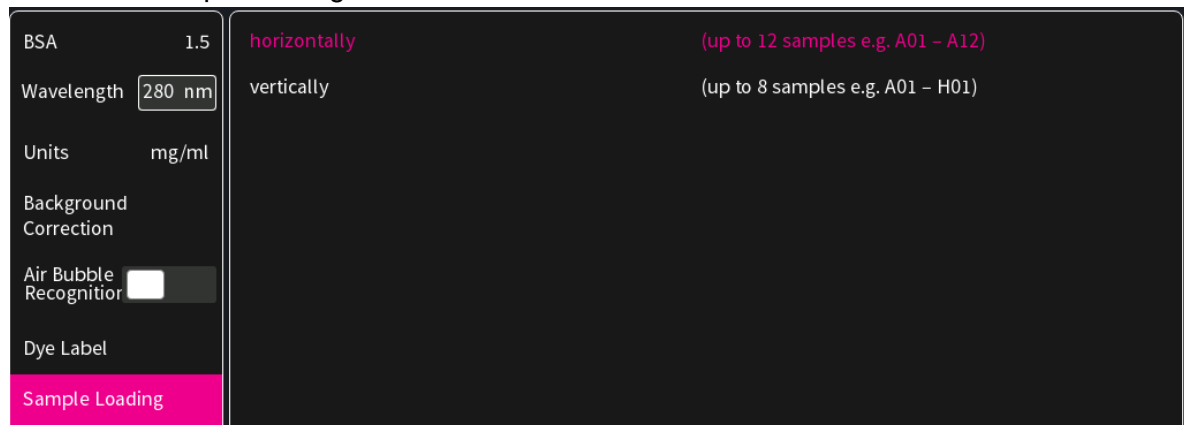 BSA 1.5
Wavelength 280 nm
Units mg/ml
Background
Correction
Air Bubble
Recognition
Dye Label
Sample Loading
horizontally (up to 12 samples e.g. A01 – A12)
vertically (up to 8 samples e.g. A01 – H01)